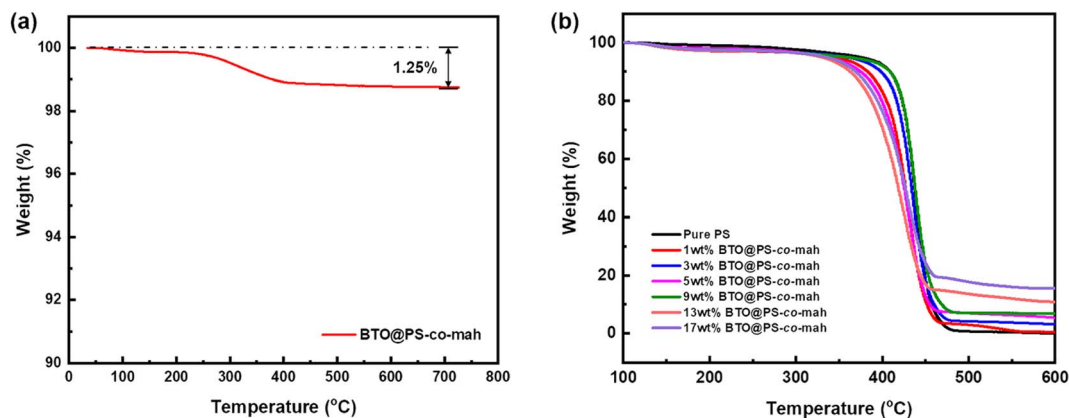 (a)
100
98
96
94
92
90
Weight (%)
1.25%
BTO@PS-co-mah
0 100 200 300 400 500 600 700 800
Temperature (°C)
(b)
100
80
60
40
20
0
Weight (%)
Pure PS
1wt% BTO@PS-co-mah
3wt% BTO@PS-co-mah
5wt% BTO@PS-co-mah
9wt% BTO@PS-co-mah
13wt% BTO@PS-co-mah
17wt% BTO@PS-co-mah
100 200 300 400 500 600
Temperature (°C)